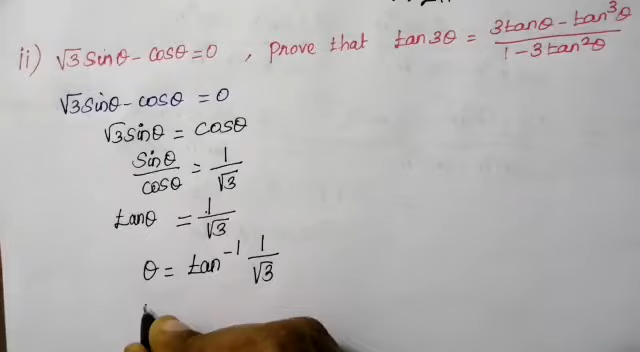 ii) √3 sinθ - cosθ = 0 , prove that tan3θ = (3tanθ - tan³θ)/(1 - 3tan²θ)
√3sinθ - cosθ = 0
√3sinθ = cosθ
sinθ/cosθ = 1/√3
tanθ = 1/√3
θ = tan⁻¹ 1/√3